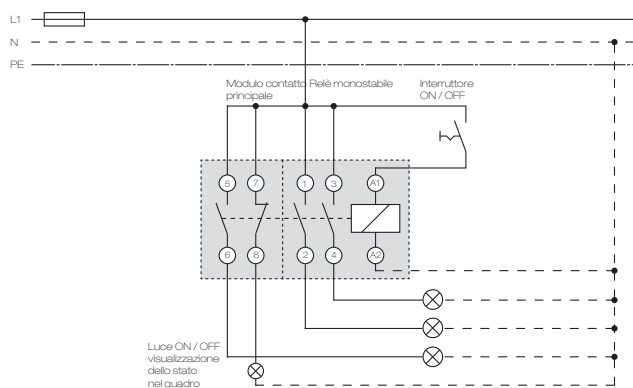 L1
N
PE
Modulo contatto
principale
Relè monostabile
Interruttore
ON / OFF
5
7
1
3
A1
6
8
2
4
A2
Luce ON / OFF
visualizzazione
dello stato
nel quadro